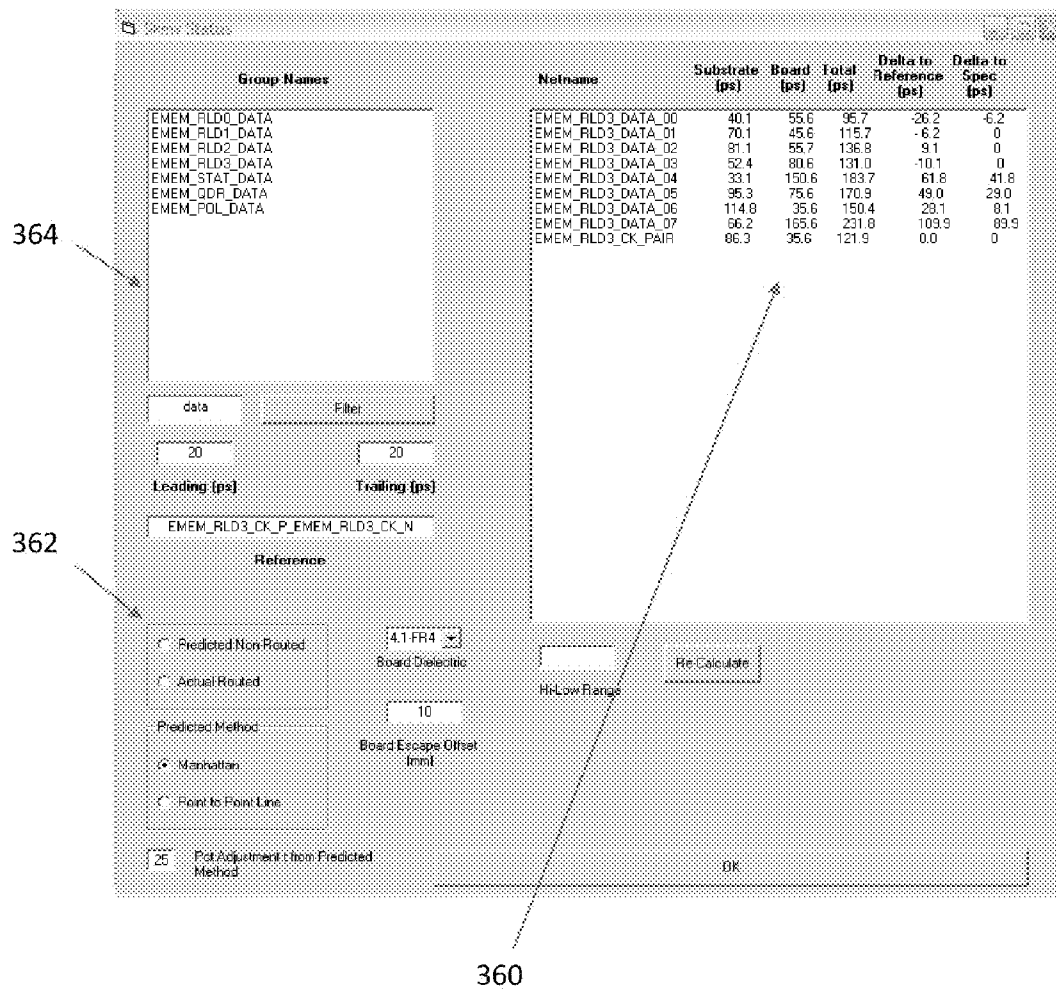 Skew Status
Group Names
EMEM_RLD0_DATA
EMEM_RLD1_DATA
EMEM_RLD2_DATA
EMEM_RLD3_DATA
EMEM_STAT_DATA
EMEM_QDR_DATA
EMEM_POL_DATA
364
data Filter
20 20
Leading (ps) Trailing (ps)
EMEM_RLD3_CK_P_EMEM_RLD3_CK_N
Reference
362
Predicted Non Routed
Actual Routed
4.1-FR4
Board Dielectric
10
Board Escape Offset
(mm)
Predicted Method
Manhattan
Point to Point Line
25 Pct Adjustment t from Predicted
Method
Netname Substrate (ps) Board (ps) Total (ps) Delta to Reference (ps) Delta to Spec (ps)
EMEM_RLD3_DATA_00 40.1 55.6 95.7 -26.2 -6.2
EMEM_RLD3_DATA_01 70.1 45.6 115.7 -6.2 0
EMEM_RLD3_DATA_02 81.1 55.7 136.8 9.1 0
EMEM_RLD3_DATA_03 52.4 80.6 131.0 -10.1 0
EMEM_RLD3_DATA_04 33.1 150.6 183.7 61.8 41.8
EMEM_RLD3_DATA_05 95.3 75.6 170.9 49.0 29.0
EMEM_RLD3_DATA_06 114.8 35.6 150.4 28.1 8.1
EMEM_RLD3_DATA_07 66.2 165.6 231.8 109.9 89.9
EMEM_RLD3_CK_PAIR 86.3 35.6 121.9 0.0 0
Hi-Low Range
Re-Calculate
OK
360